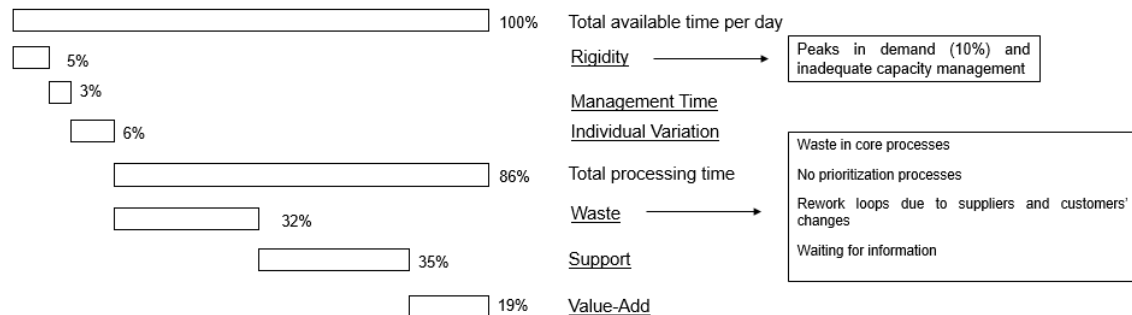 100% Total available time per day
5% Rigidity
Peaks in demand (10%) and
inadequate capacity management
3%
Management Time
6% Individual Variation
86% Total processing time
32% Waste
Waste in core processes
No prioritization processes
Rework loops due to suppliers and customers'
changes
Waiting for information
35% Support
19% Value-Add